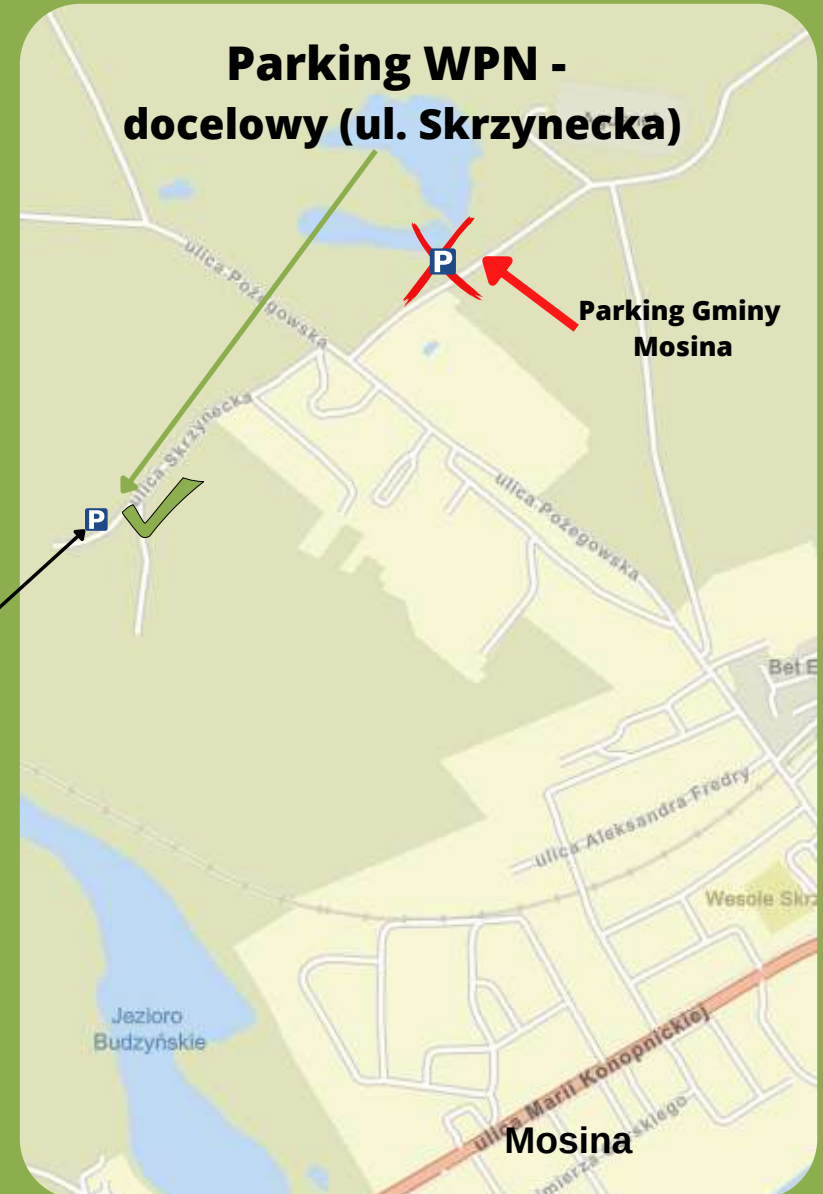 Parking WPN -
docelowy (ul. Skrzynecka)
P
Parking Gminy
Mosina
ulica Pożegowska
ulica Skrzynecka
P
ulica Pożegowska
Bet E
ulica Aleksandra Fredry
Wesołe Skrz
Jezioro
Budzyńskie
ulica Marii Konopnickiej
Mosina